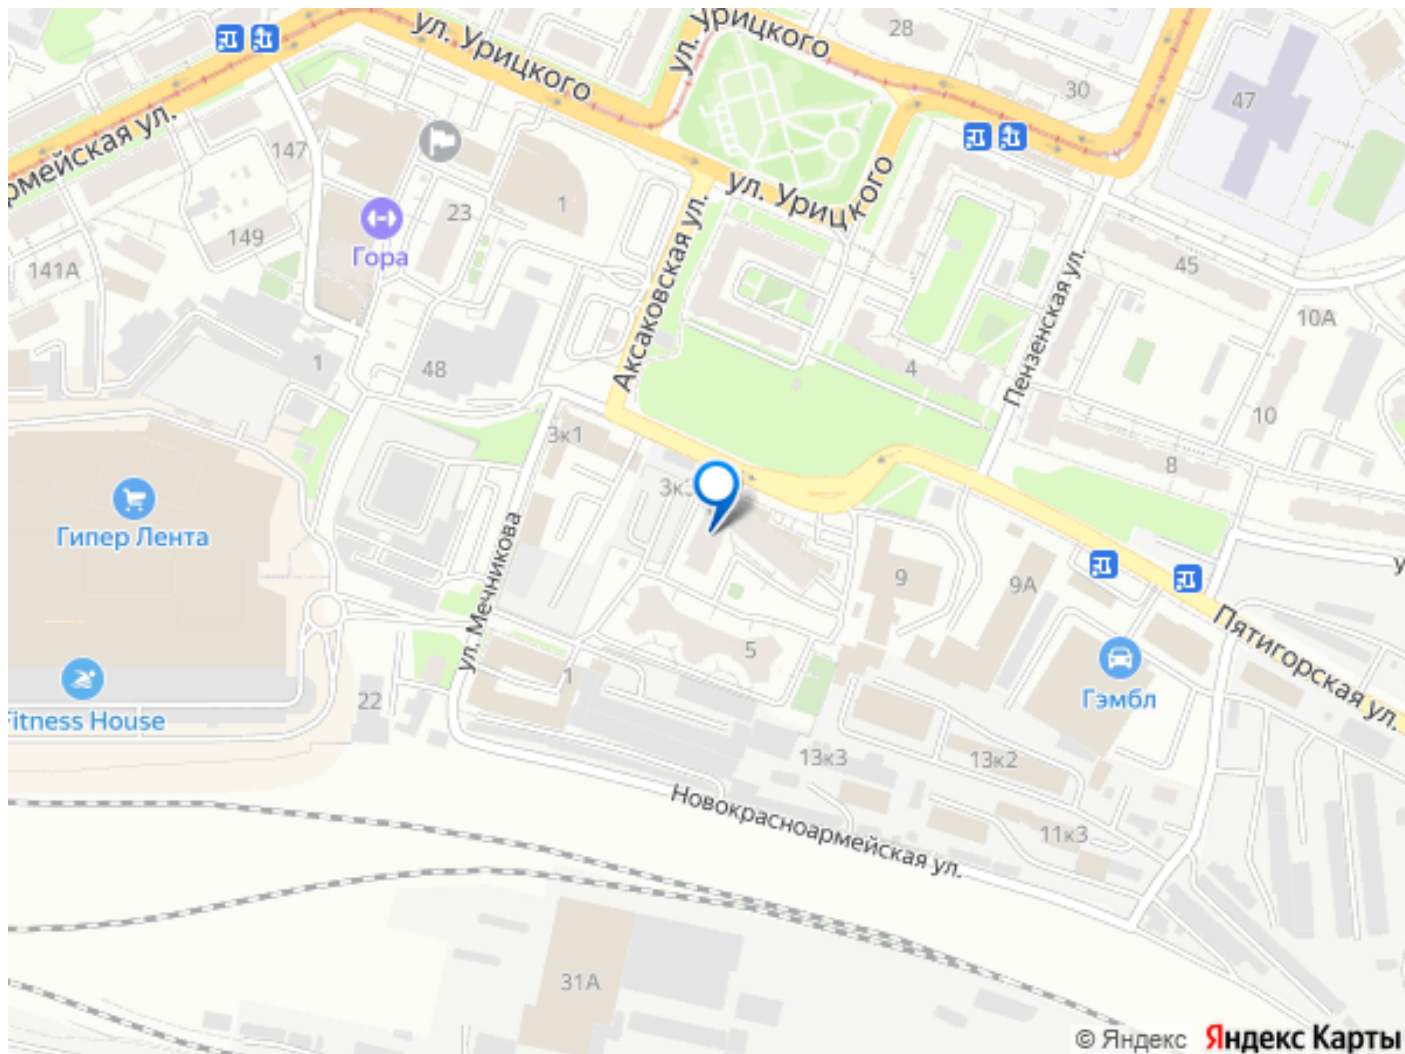 ул. Урицкого
ул. Урицкого
28
30
47
рмейская ул.
147
ул. Урицкого
1
23
149
Гора
141А
Аксаковская ул.
Пензенская ул.
45
10А
1
48
4
10
3к1
8
Гипер Лента
ул. Мечникова
9
9А
у
Пятигорская ул.
5
1
22
Fitness House
Гэмбл
13к3
13к2
Новокрасноармейская ул.
11к3
31А
© Яндекс Яндекс Карты